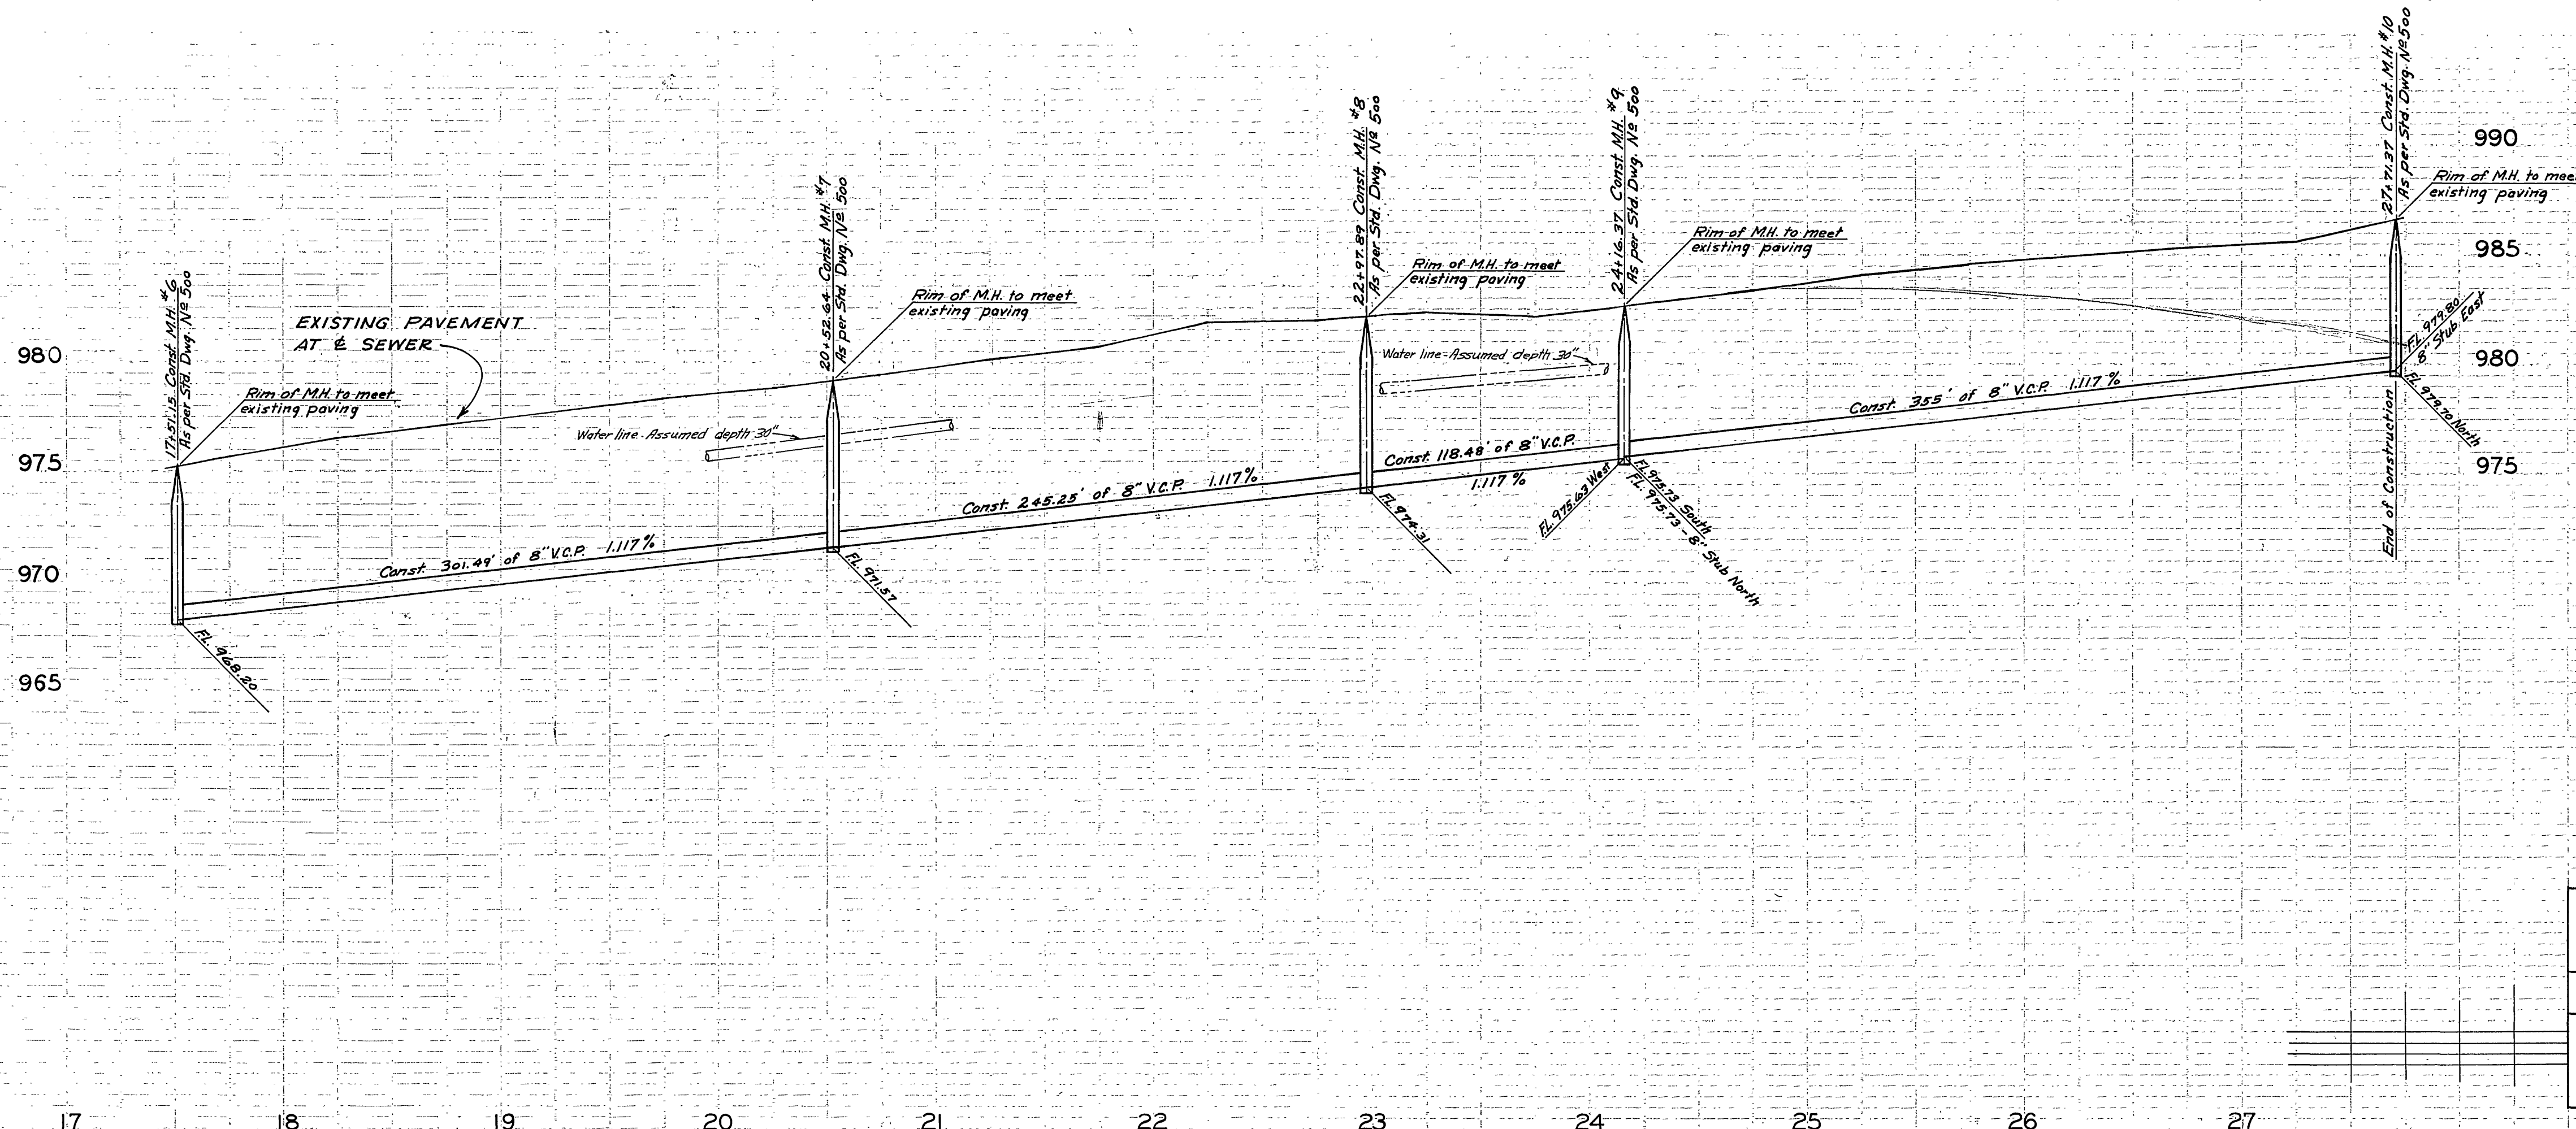 17+51.15 Const. M.H. #6
As per Std. Dwg. Nº 500
Rim of M.H. to meet
existing paving
EXISTING PAVEMENT
AT ℄ SEWER
FL. 968.20
Const. 301.49' of 8" V.C.P. 1.117%
Water line-Assumed depth 30"
20+52.64 Const. M.H. #7
As per Std. Dwg. Nº 500
Rim of M.H. to meet
existing paving
FL. 971.57
Const. 245.25' of 8" V.C.P. 1.117%
22+97.89 Const. M.H. #8
As per Std. Dwg. Nº 500
Rim of M.H. to meet
existing paving
Water line-Assumed depth 30"
Const. 118.48' of 8" V.C.P.
1.117%
FL. 974.31
24+16.37 Const. M.H. #9
As per Std. Dwg. Nº 500
Rim of M.H. to meet
existing paving
FL. 975.63 West
FL. 975.73 South
FL. 975.73 - 8" Stub North
Const. 355' of 8" V.C.P. 1.117%
27+71.37 Const. M.H. #10
As per Std. Dwg. Nº 500
Rim of M.H. to mee
existing paving
FL. 979.80
8" Stub East
FL. 979.70 North
End of Construction
980
975
970
965
990
985
980
975
17 18 19 20 21 22 23 24 25 26 27